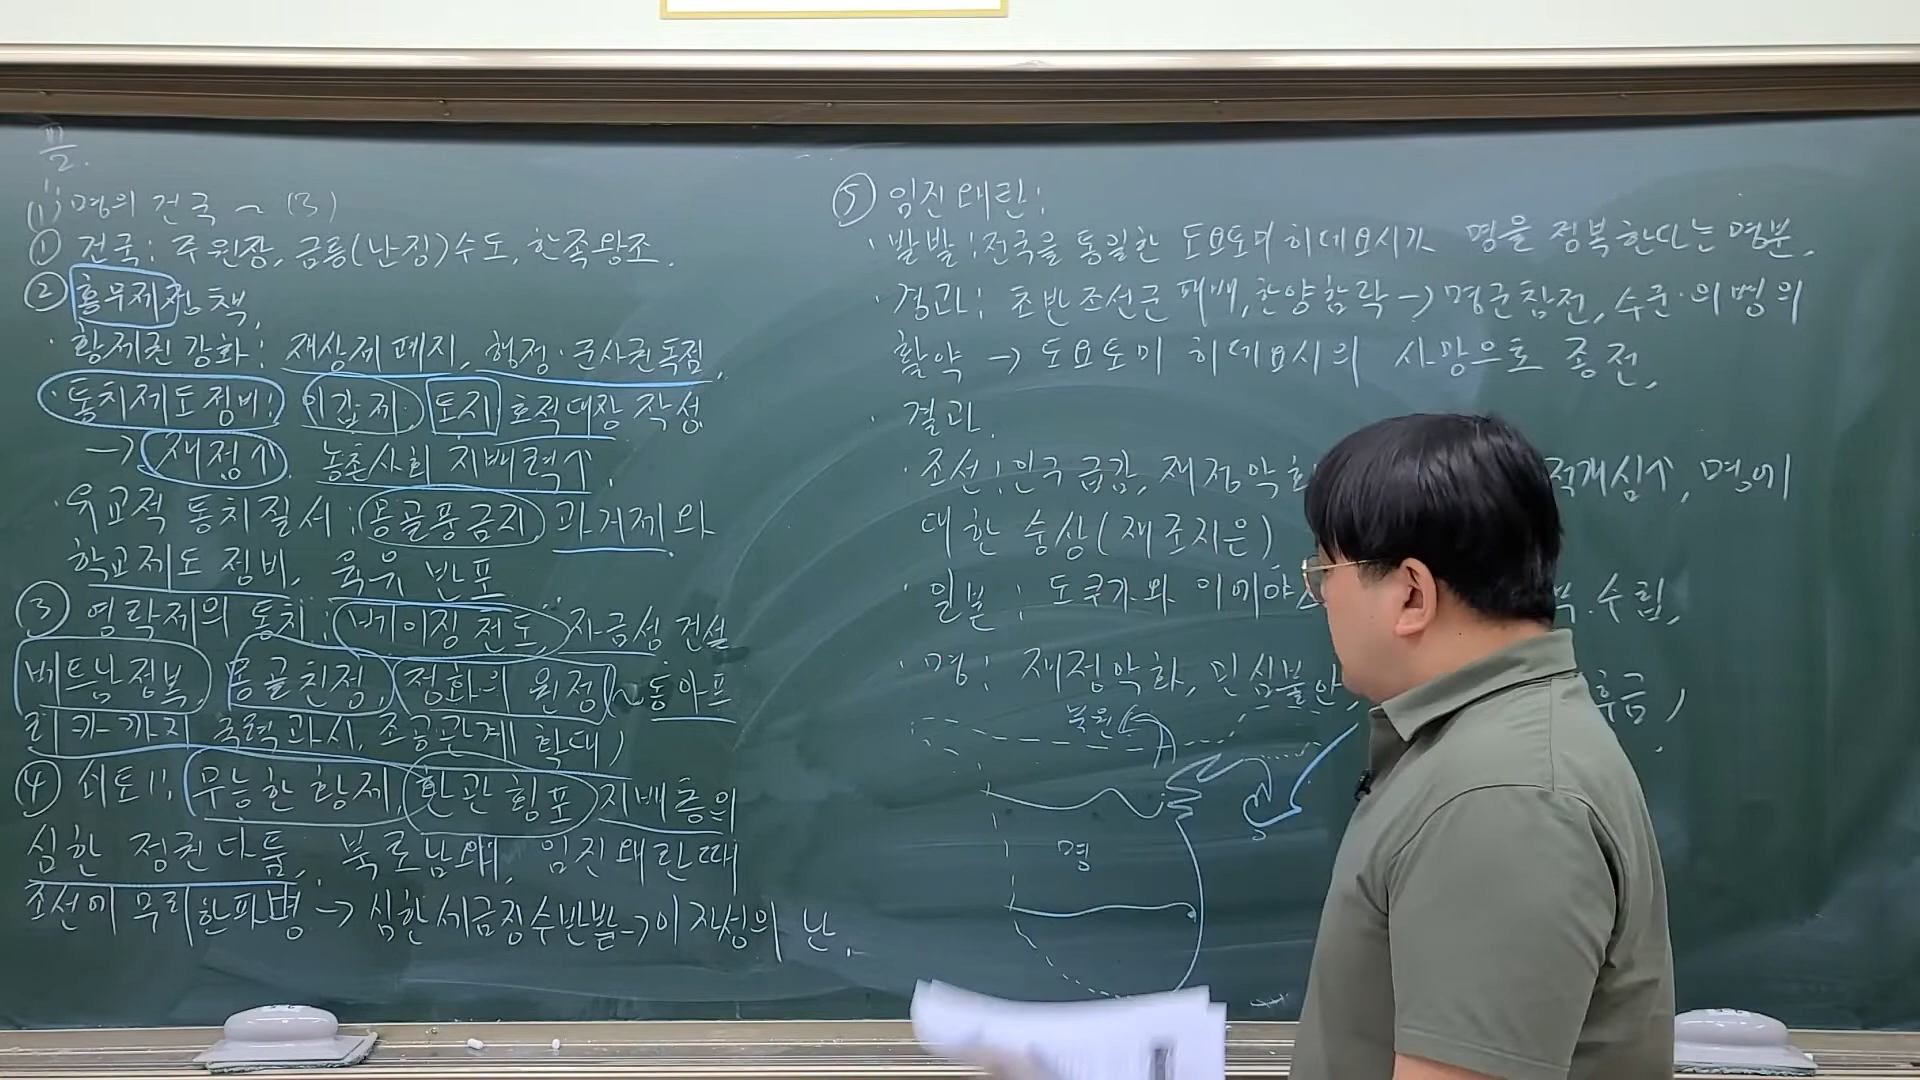 II
2.
(1) 명의 건국 ~ (3)
① 건국: 주원장, 금릉(난징)수도, 한족왕조.
② 홍무제정책.
· 황제권 강화: 재상제 폐지, 행정·군사권독점.
· 통치제도정비: 이갑제. 토지 호적대장 작성
→ 재정↑. 농촌사회 지배력↑.
· 유교적 통치질서: 몽골풍금지, 과거제와
학교제도 정비, 육유 반포
③ 영락제의 통치: 베이징 천도, 자금성 건설
베트남정복, 몽골친정, 정화의 원정(~동아프
리카까지 국력과시, 조공관계 확대)
④ 쇠퇴: 무능한 황제, 환관횡포, 지배층의
심한 정권다툼, 북로남왜, 임진왜란때
조선에 무리한파병 → 심한세금징수반발 → 이자성의 난.
⑤ 임진왜란:
· 발발: 전국을 통일한 도요토미히데요시가 명을 정복한다는 명분.
· 경과: 초반조선군 패배, 한양함락 → 명군참전, 수군·의병의
활약 → 도요토미 히데요시의 사망으로 종전.
· 결과.
· 조선: 인구급감, 재정악화 적개심↑, 명에
대한 숭상(재조지은)
· 일본: 도쿠가와 이에야스 수립.
· 명: 재정악화, 민심불안, 후금,
북원
명